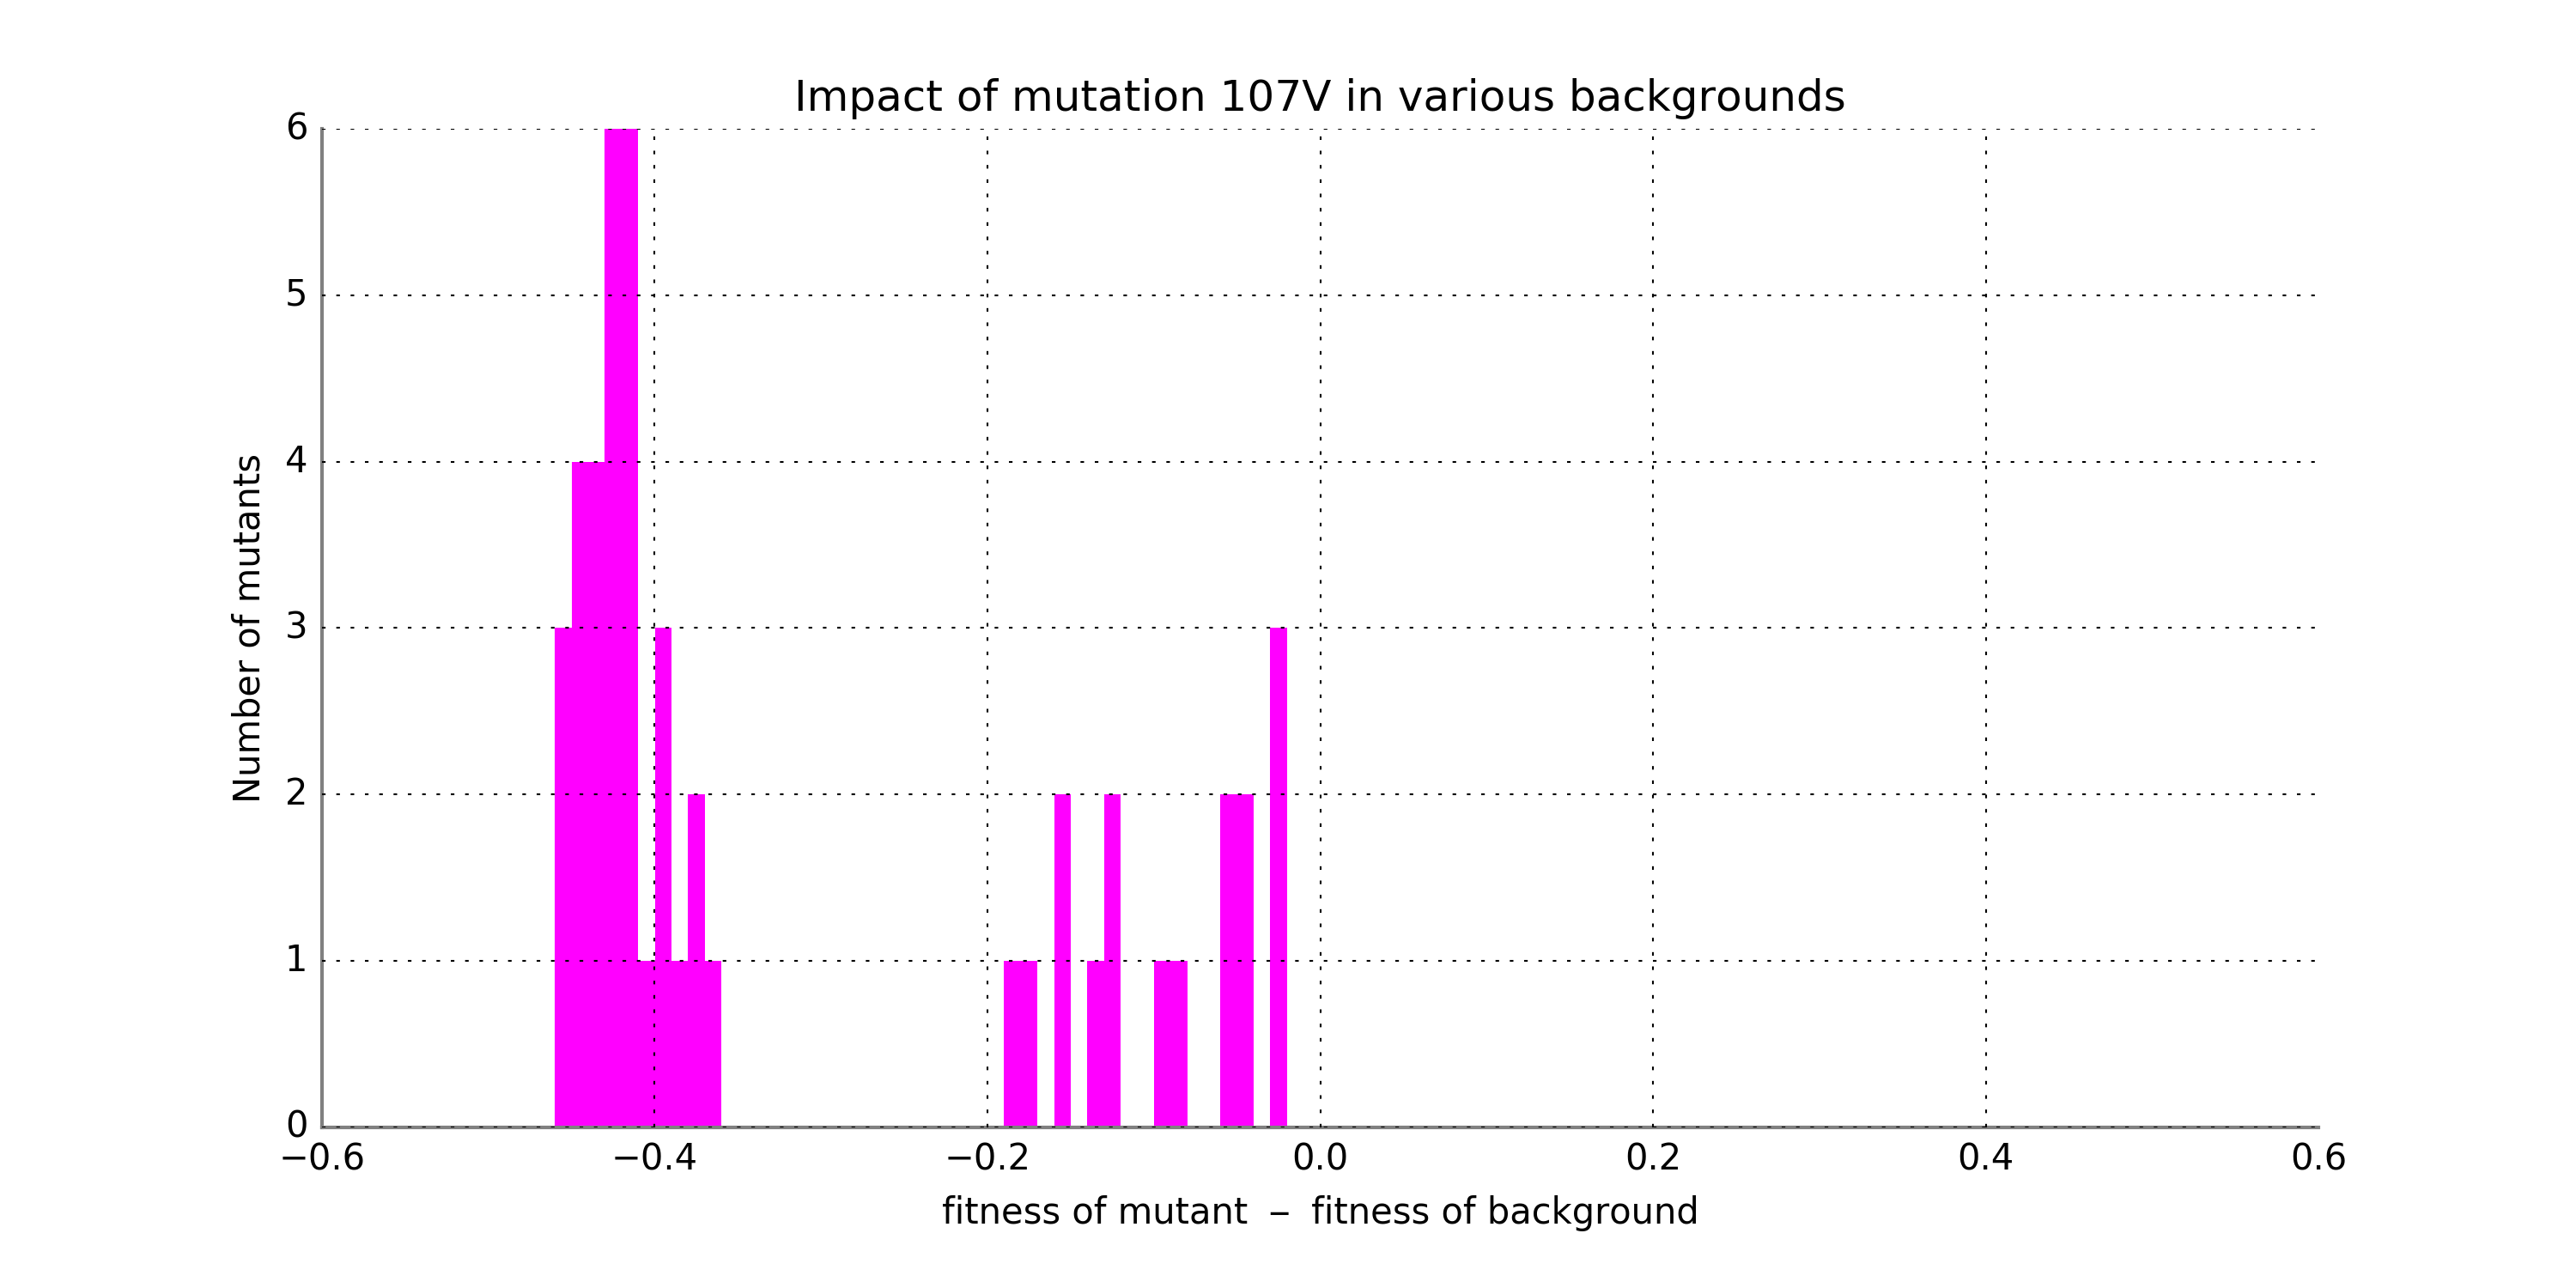 Impact of mutation 107V in various backgrounds
6
5
4
3
2
1
0
Number of mutants
−0.6 −0.4 −0.2 0.0 0.2 0.4 0.6
fitness of mutant − fitness of background